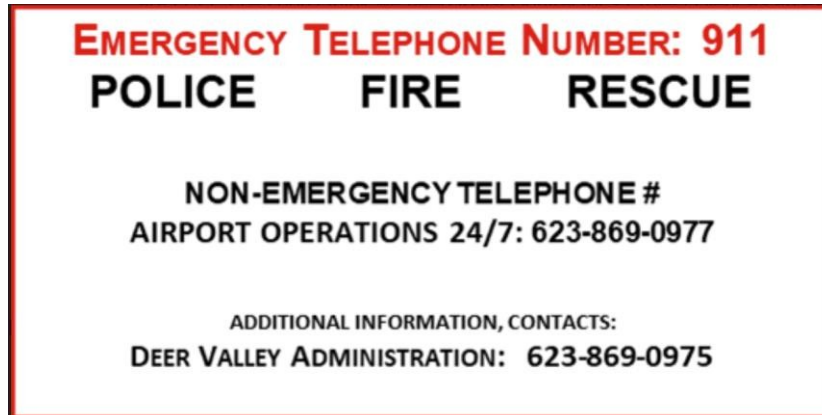 EMERGENCY TELEPHONE NUMBER: 911
POLICE FIRE RESCUE
NON-EMERGENCY TELEPHONE #
AIRPORT OPERATIONS 24/7: 623-869-0977
ADDITIONAL INFORMATION, CONTACTS:
DEER VALLEY ADMINISTRATION: 623-869-0975